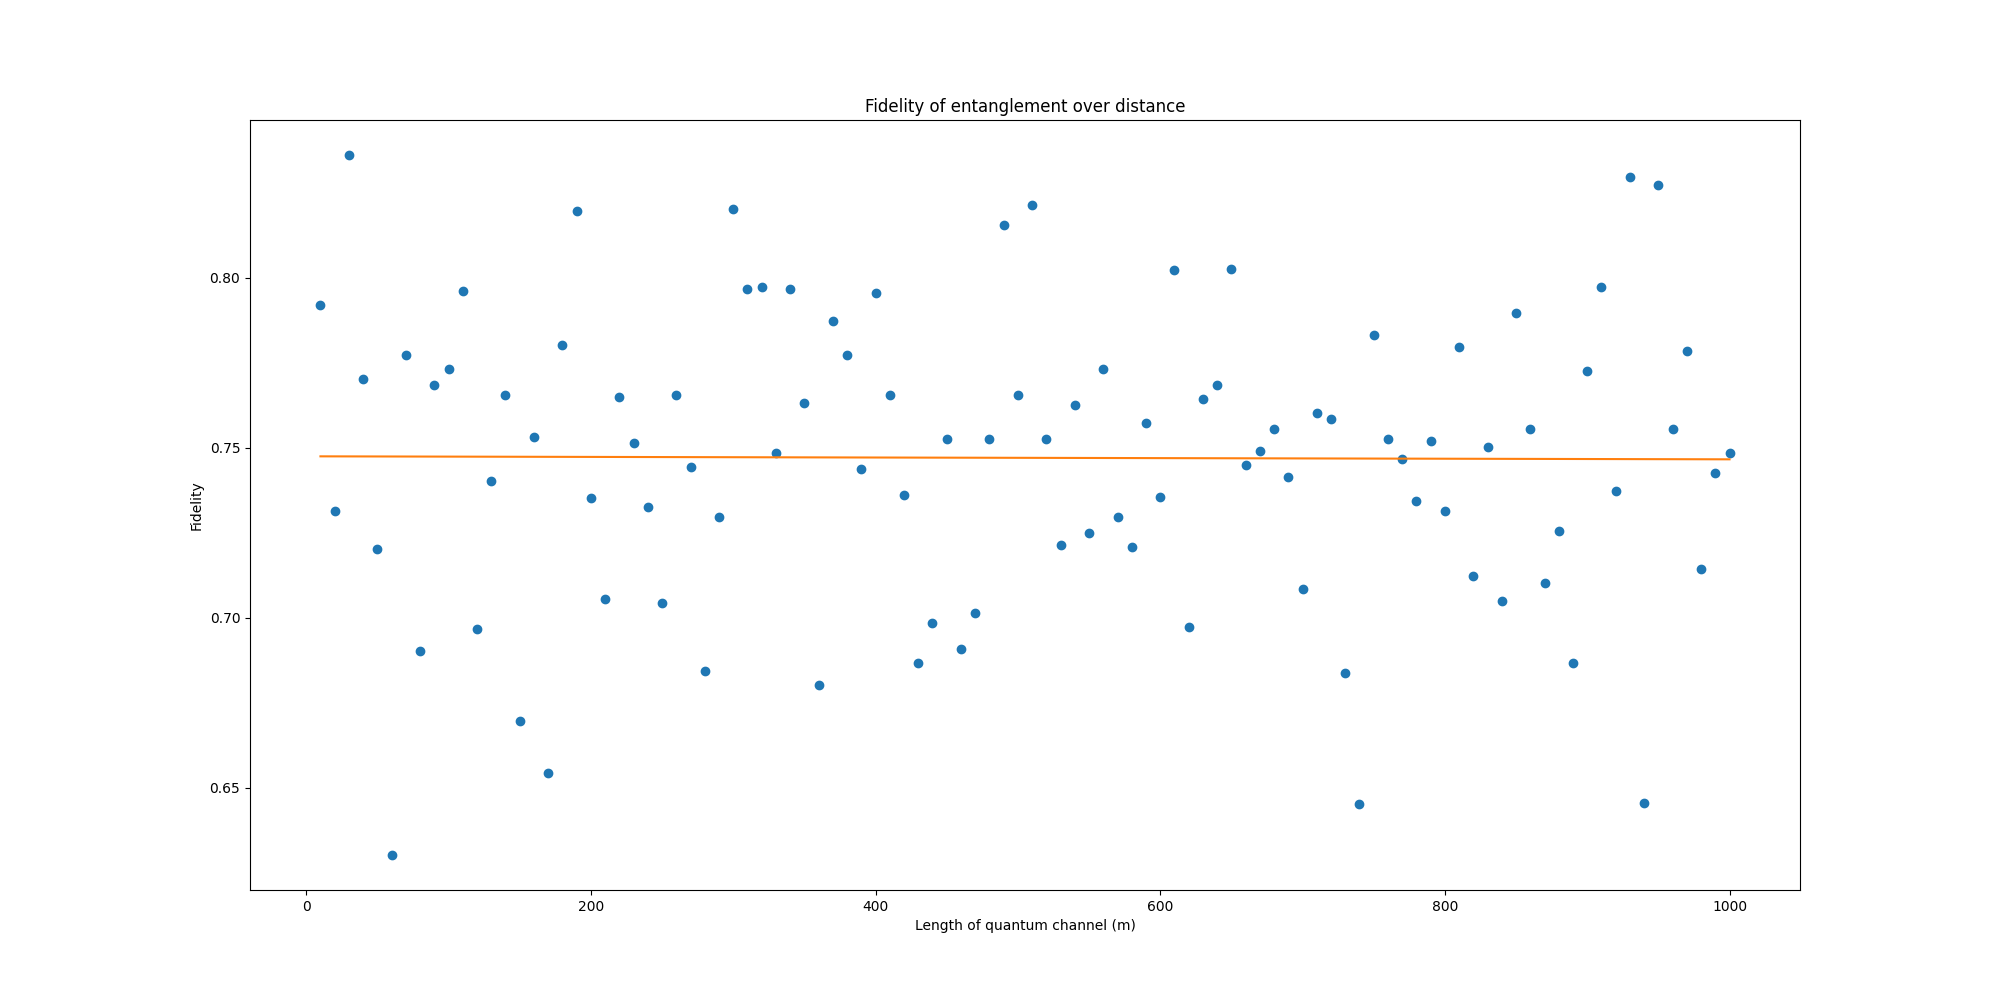 Fidelity of entanglement over distance
0.80
0.75
0.70
0.65
Fidelity
0 200 400 600 800 1000
Length of quantum channel (m)